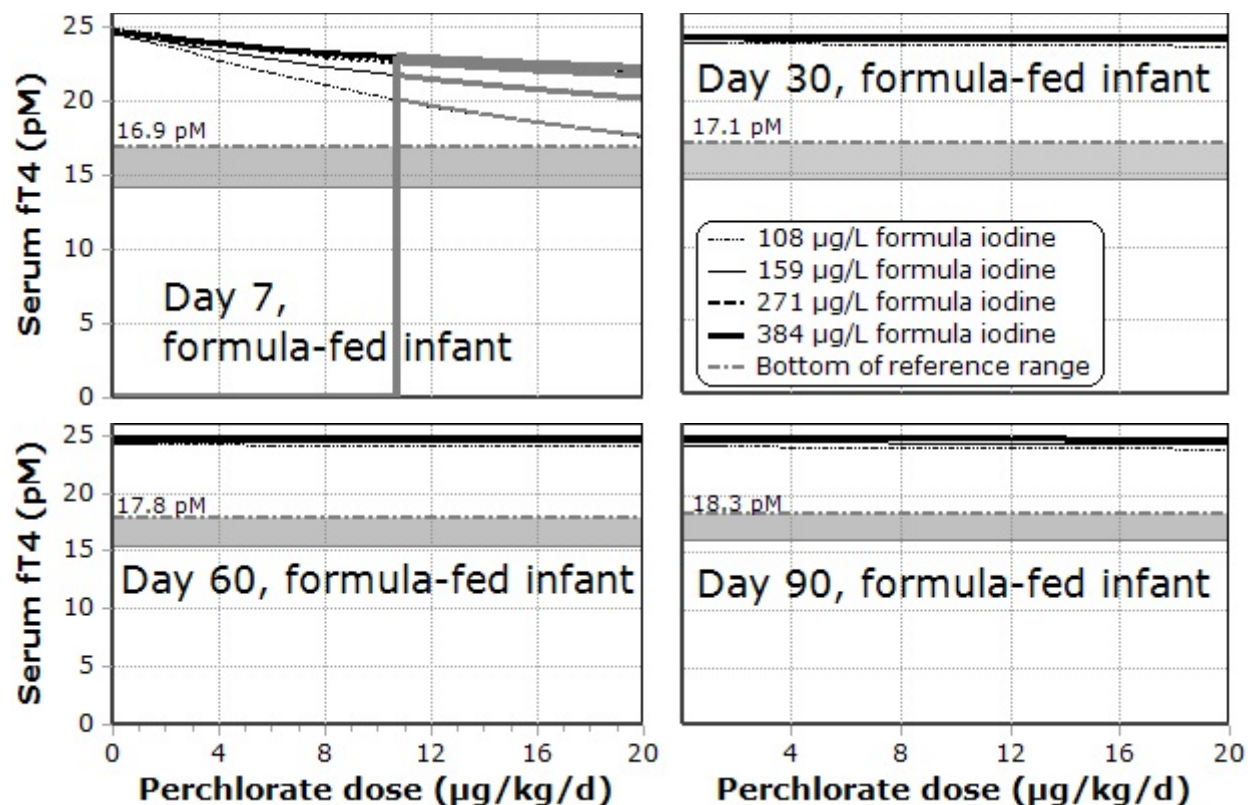 Serum fT4 (pM)
25
20
15
10
5
0
16.9 pM
Day 7,
formula-fed infant
Day 30, formula-fed infant
17.1 pM
108 µg/L formula iodine
159 µg/L formula iodine
271 µg/L formula iodine
384 µg/L formula iodine
Bottom of reference range
Serum fT4 (pM)
25
20
15
10
5
0
17.8 pM
Day 60, formula-fed infant
18.3 pM
Day 90, formula-fed infant
0 4 8 12 16 20
4 8 12 16 20
Perchlorate dose (µg/kg/d)
Perchlorate dose (µg/kg/d)